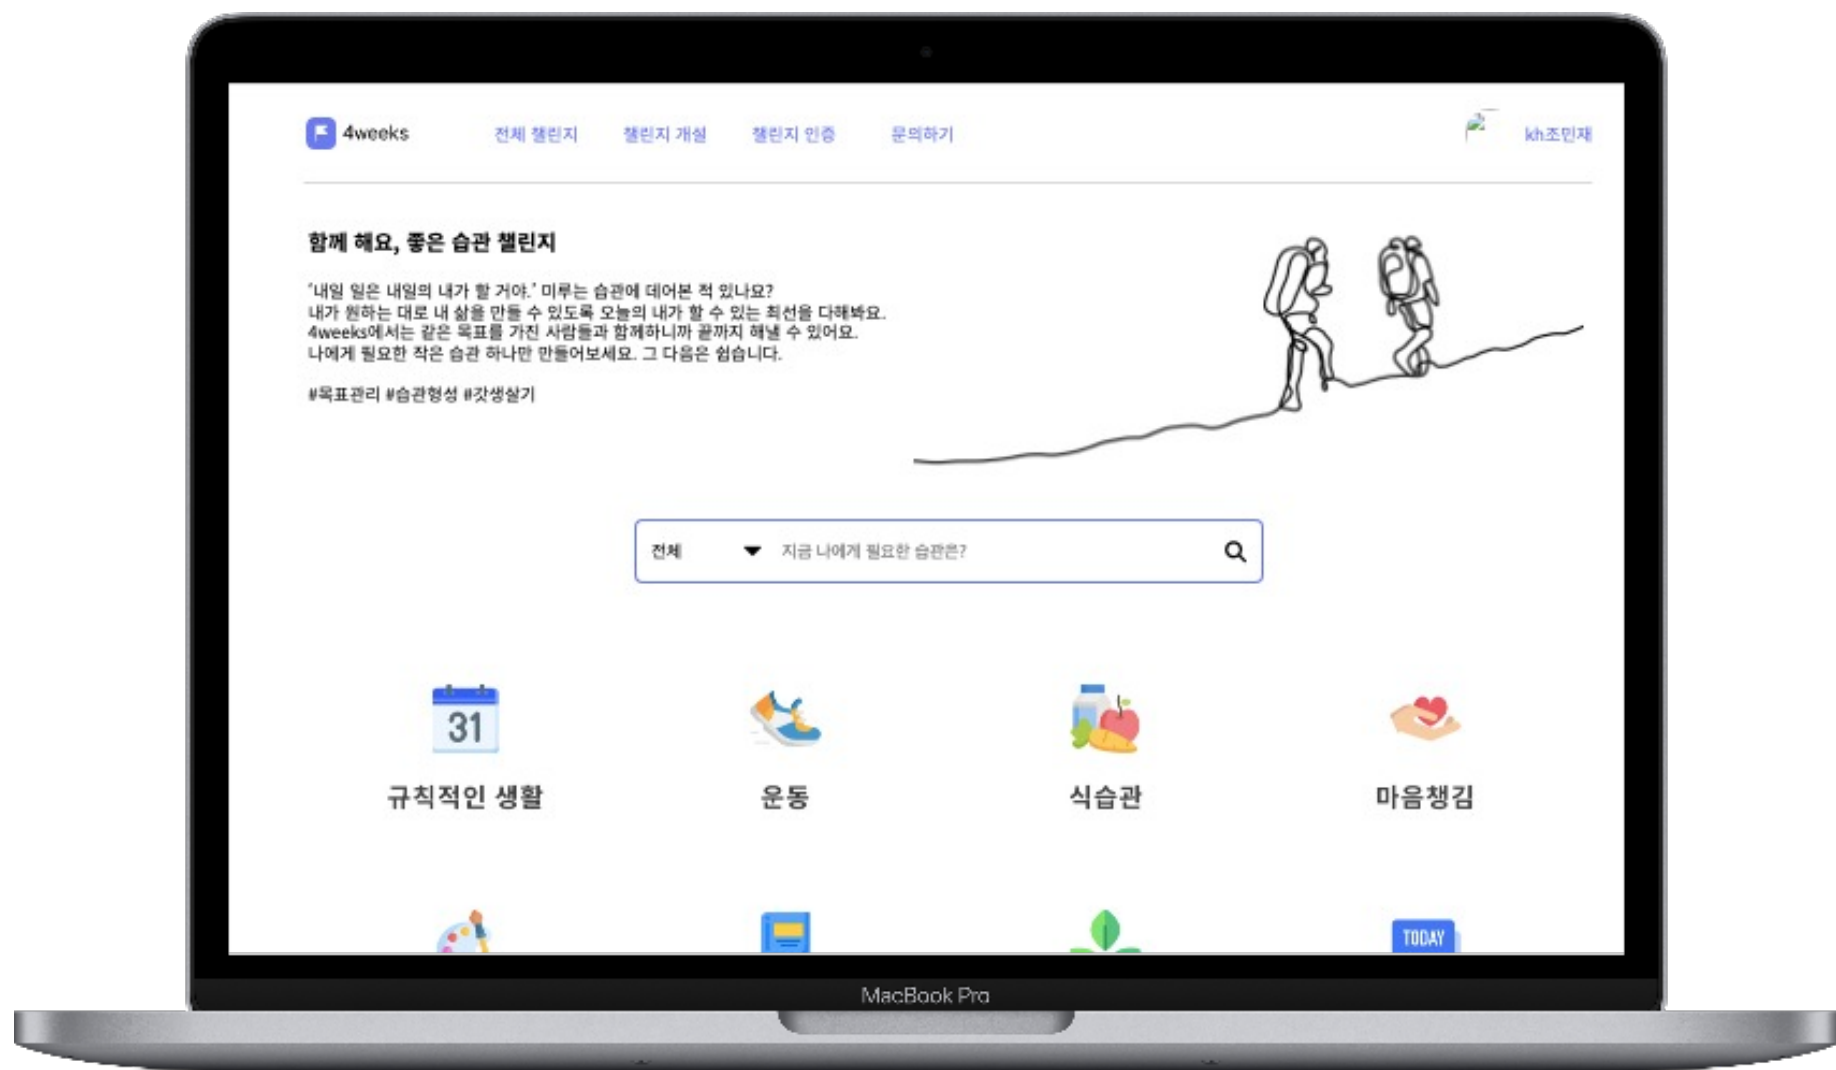 4weeks 전체 챌린지 챌린지 개설 챌린지 인증 문의하기 kh조민재
함께 해요, 좋은 습관 챌린지
'내일 일은 내일의 내가 할 거야.' 미루는 습관에 데어본 적 있나요?
내가 원하는 대로 내 삶을 만들 수 있도록 오늘의 내가 할 수 있는 최선을 다해봐요.
4weeks에서는 같은 목표를 가진 사람들과 함께하니까 끝까지 해낼 수 있어요.
나에게 필요한 작은 습관 하나만 만들어보세요. 그 다음은 쉽습니다.
#목표관리 #습관형성 #갓생살기
전체 지금 나에게 필요한 습관은?
31
규칙적인 생활 운동 식습관 마음챙김
TODAY
MacBook Pro